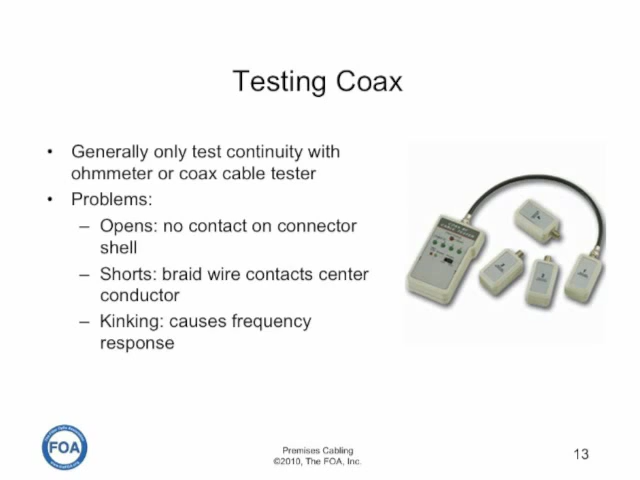 Testing Coax
• Generally only test continuity with
ohmmeter or coax cable tester
• Problems:
– Opens: no contact on connector
shell
– Shorts: braid wire contacts center
conductor
– Kinking: causes frequency
response
FOA
Premises Cabling
©2010, The FOA, Inc.
13